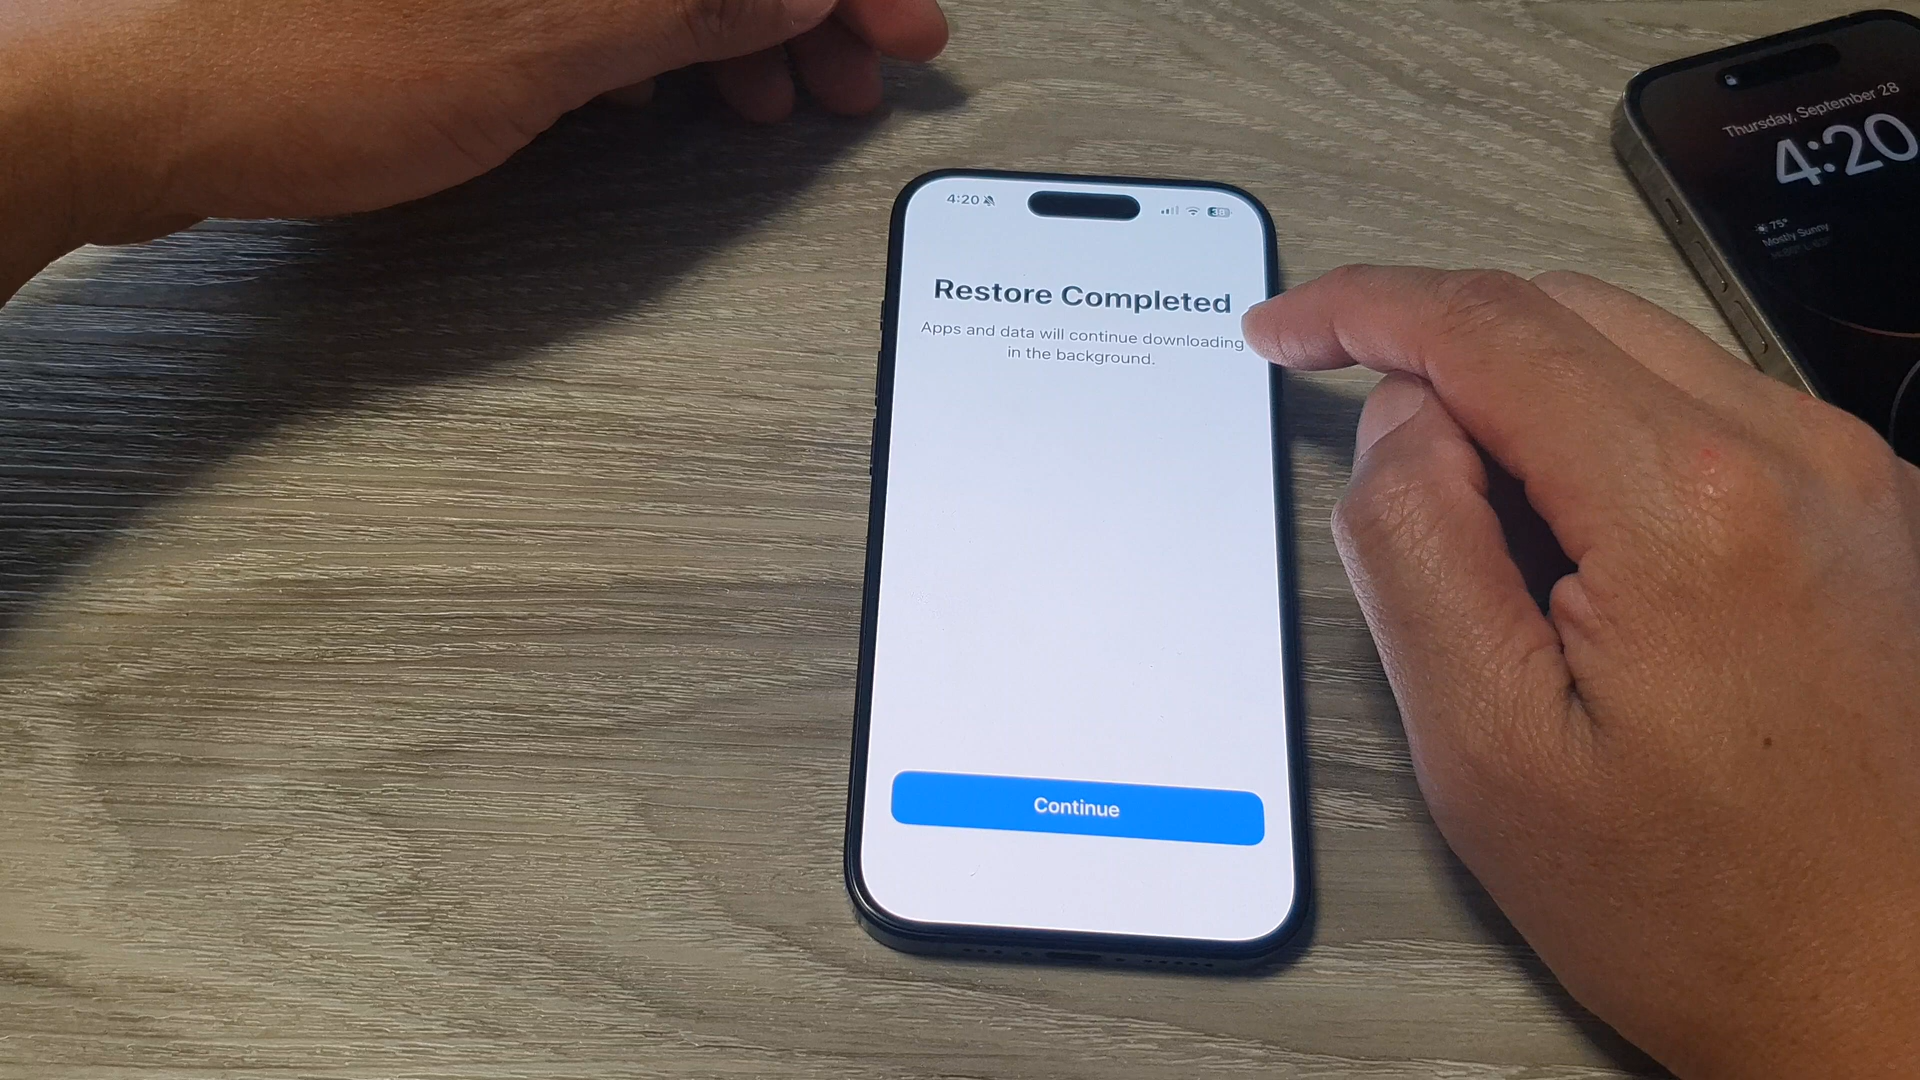 4:20
38
Restore Completed
Apps and data will continue downloading
in the background.
Continue
Thursday, September 28
4:20
75°
Mostly Sunny